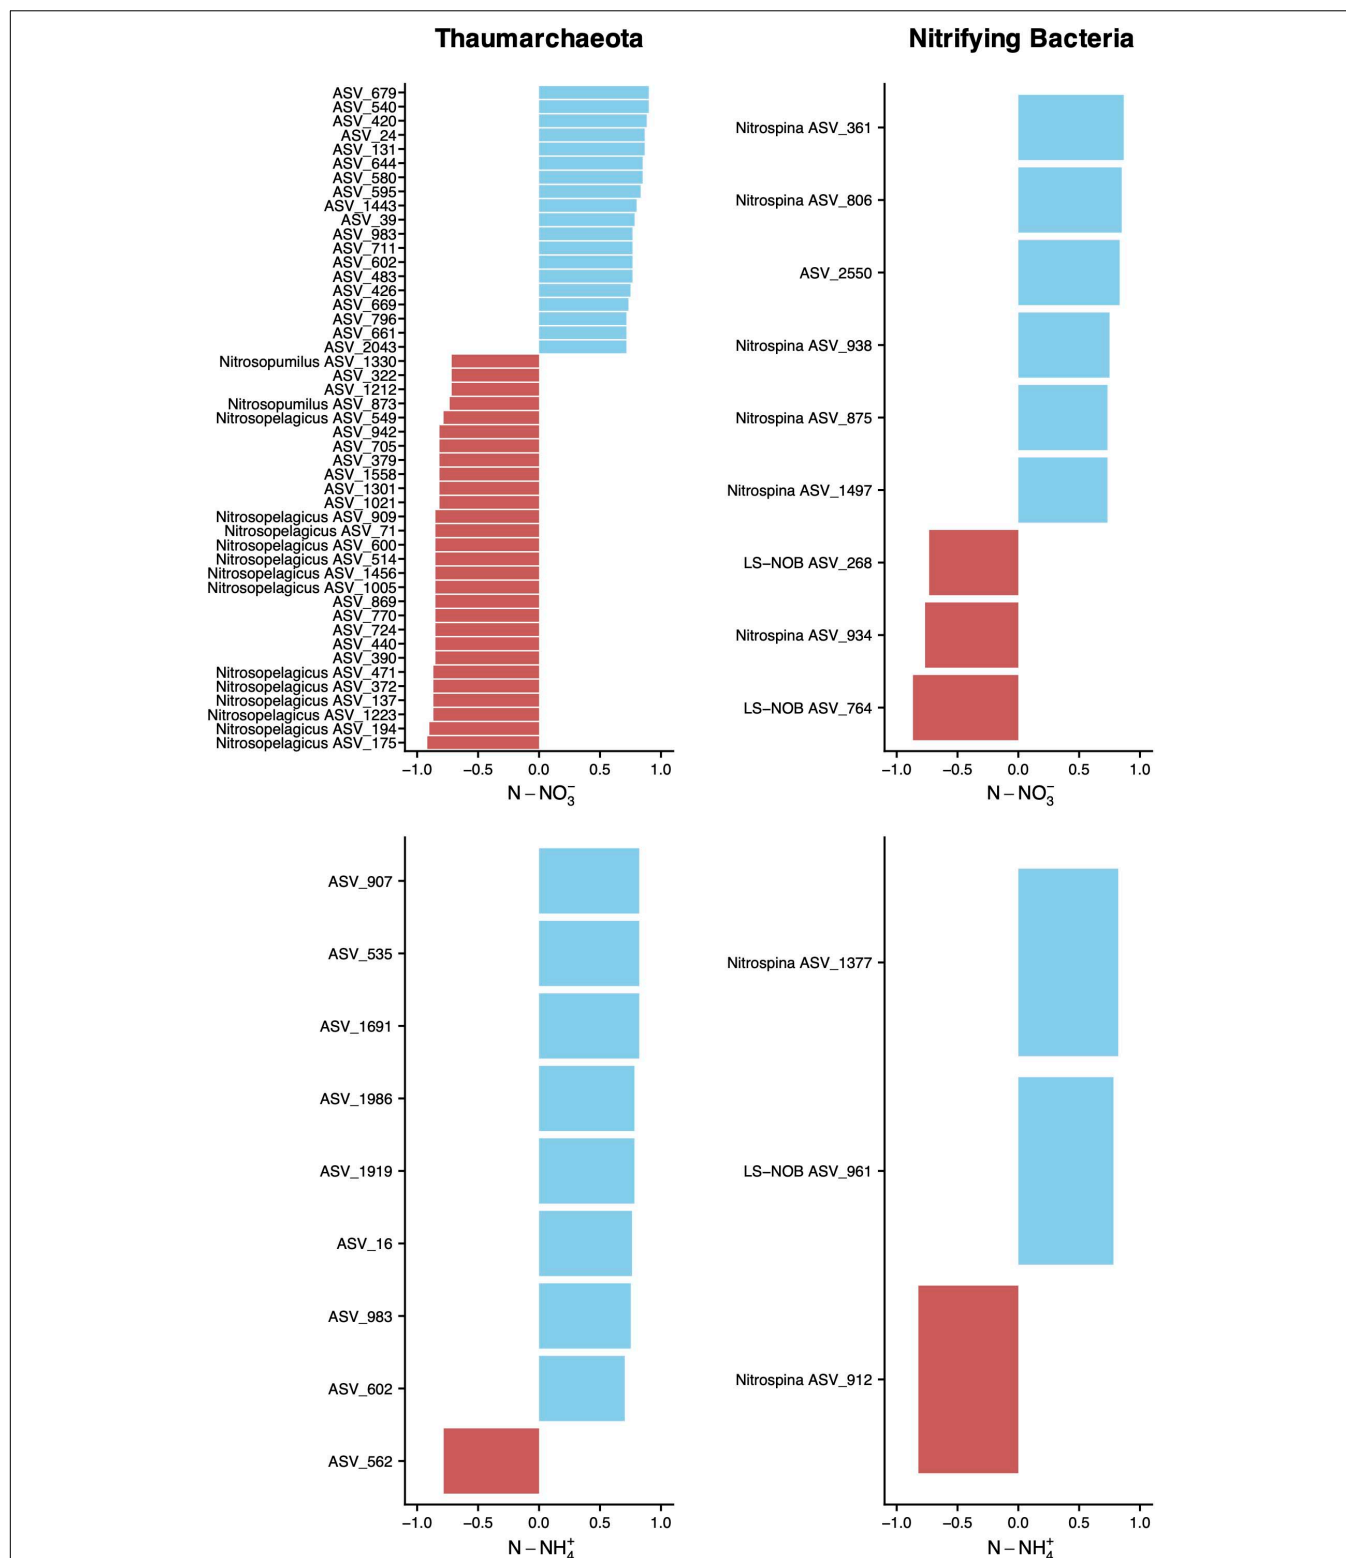 Thaumarchaeota
Nitrifying Bacteria
ASV_679
ASV_540
ASV_420
ASV_24
ASV_131
ASV_644
ASV_580
ASV_595
ASV_1443
ASV_39
ASV_983
ASV_711
ASV_602
ASV_483
ASV_426
ASV_669
ASV_796
ASV_661
ASV_2043
Nitrosopumilus ASV_1330
ASV_322
ASV_1212
Nitrosopumilus ASV_873
Nitrosopelagicus ASV_549
ASV_942
ASV_705
ASV_379
ASV_1558
ASV_1301
ASV_1021
Nitrosopelagicus ASV_909
Nitrosopelagicus ASV_71
Nitrosopelagicus ASV_600
Nitrosopelagicus ASV_514
Nitrosopelagicus ASV_1456
Nitrosopelagicus ASV_1005
ASV_869
ASV_770
ASV_724
ASV_440
ASV_390
Nitrosopelagicus ASV_471
Nitrosopelagicus ASV_372
Nitrosopelagicus ASV_137
Nitrosopelagicus ASV_1223
Nitrosopelagicus ASV_194
Nitrosopelagicus ASV_175
−1.0 −0.5 0.0 0.5 1.0
N − NO₃⁻
Nitrospina ASV_361
Nitrospina ASV_806
ASV_2550
Nitrospina ASV_938
Nitrospina ASV_875
Nitrospina ASV_1497
LS−NOB ASV_268
Nitrospina ASV_934
LS−NOB ASV_764
−1.0 −0.5 0.0 0.5 1.0
N − NO₃⁻
ASV_907
ASV_535
ASV_1691
ASV_1986
ASV_1919
ASV_16
ASV_983
ASV_602
ASV_562
−1.0 −0.5 0.0 0.5 1.0
N − NH₄⁺
Nitrospina ASV_1377
LS−NOB ASV_961
Nitrospina ASV_912
−1.0 −0.5 0.0 0.5 1.0
N − NH₄⁺